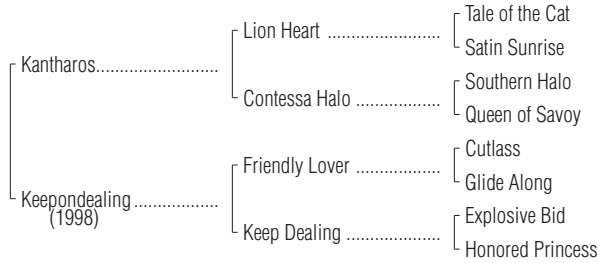 Tale of the Cat
Lion Heart ........................
Satin Sunrise
Kantharos..........................
Southern Halo
Contessa Halo ..................
Queen of Savoy
Cutlass
Friendly Lover ..................
Glide Along
Keepondealing ..................
(1998)
Explosive Bid
Keep Dealing ....................
Honored Princess